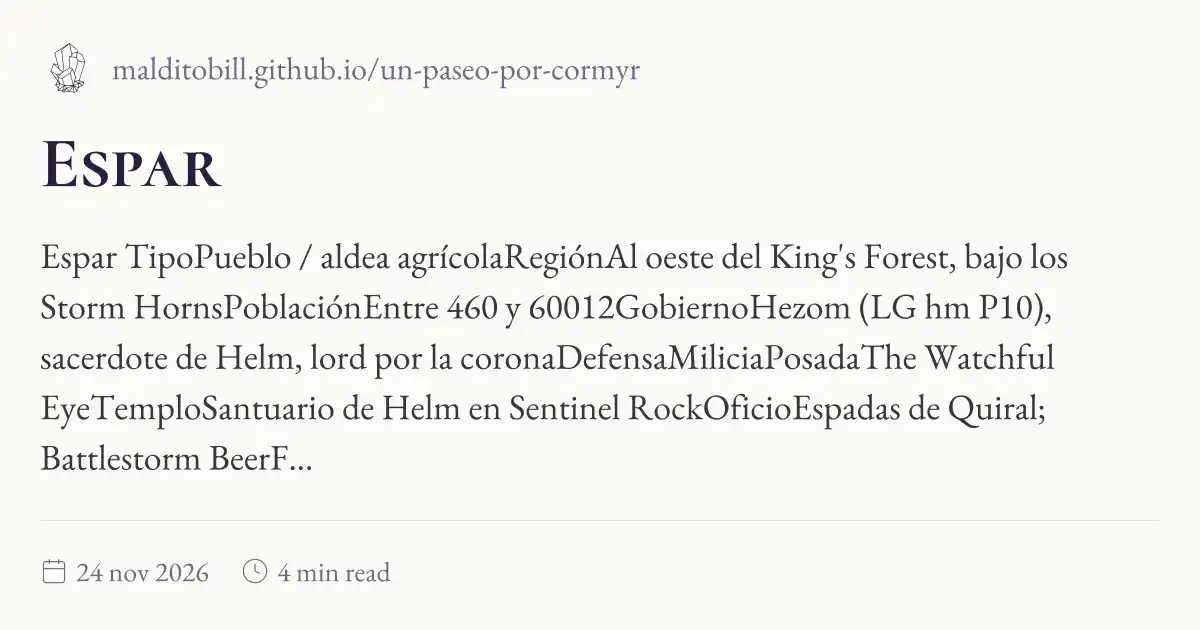 malditobill.github.io/un-paseo-por-cormyr
Espar
Espar TipoPueblo / aldea agrícolaRegiónAl oeste del King's Forest, bajo los
Storm HornsPoblaciónEntre 460 y 60012GobiernoHezom (LG hm P10),
sacerdote de Helm, lord por la coronaDefensaMiliciaPosadaThe Watchful
EyeTemploSantuario de Helm en Sentinel RockOficioEspadas de Quiral;
Battlestorm BeerF...
24 nov 2026 4 min read